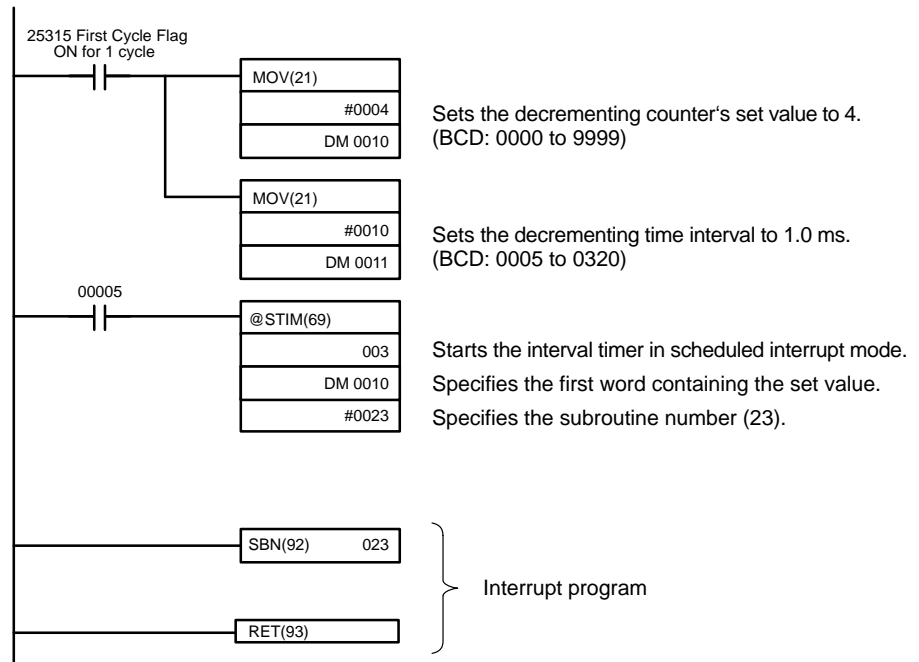 25315 First Cycle Flag
ON for 1 cycle
MOV(21)
#0004
DM 0010
Sets the decrementing counter‘s set value to 4.
(BCD: 0000 to 9999)
MOV(21)
#0010
DM 0011
Sets the decrementing time interval to 1.0 ms.
(BCD: 0005 to 0320)
00005
@STIM(69)
003
Starts the interval timer in scheduled interrupt mode.
DM 0010
Specifies the first word containing the set value.
#0023
Specifies the subroutine number (23).
SBN(92) 023
Interrupt program
RET(93)